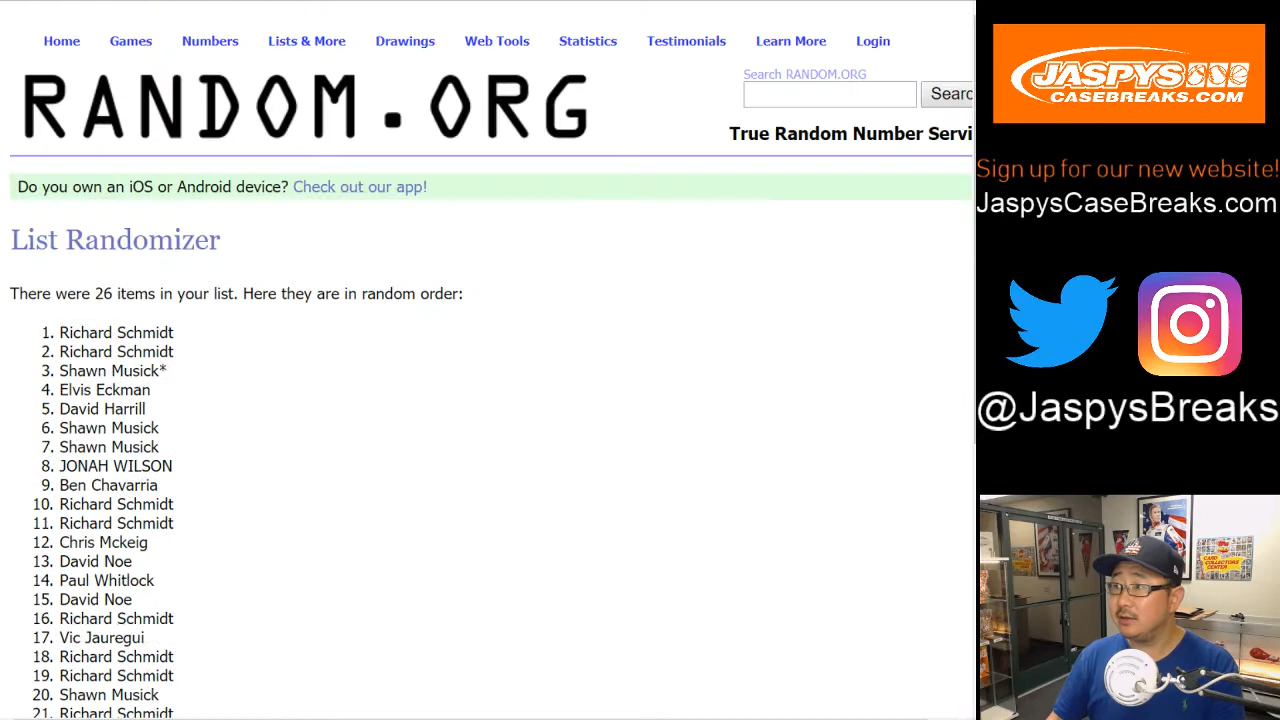 Home Games Numbers Lists & More Drawings Web Tools Statistics Testimonials Learn More Login
RANDOM.ORG
Search RANDOM.ORG
Searc
True Random Number Servi
Do you own an iOS or Android device? Check out our app!
List Randomizer
There were 26 items in your list. Here they are in random order:
1. Richard Schmidt
2. Richard Schmidt
3. Shawn Musick*
4. Elvis Eckman
5. David Harrill
6. Shawn Musick
7. Shawn Musick
8. JONAH WILSON
9. Ben Chavarria
10. Richard Schmidt
11. Richard Schmidt
12. Chris Mckeig
13. David Noe
14. Paul Whitlock
15. David Noe
16. Richard Schmidt
17. Vic Jauregui
18. Richard Schmidt
19. Richard Schmidt
20. Shawn Musick
21. Richard Schmidt
JASPYS
CASEBREAKS.COM
Sign up for our new website!
JaspysCaseBreaks.com
@JaspysBreaks